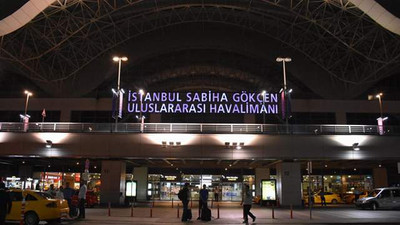 İSTANBUL SABİHA GÖKÇEN
ULUSLARARASI HAVALİMANI